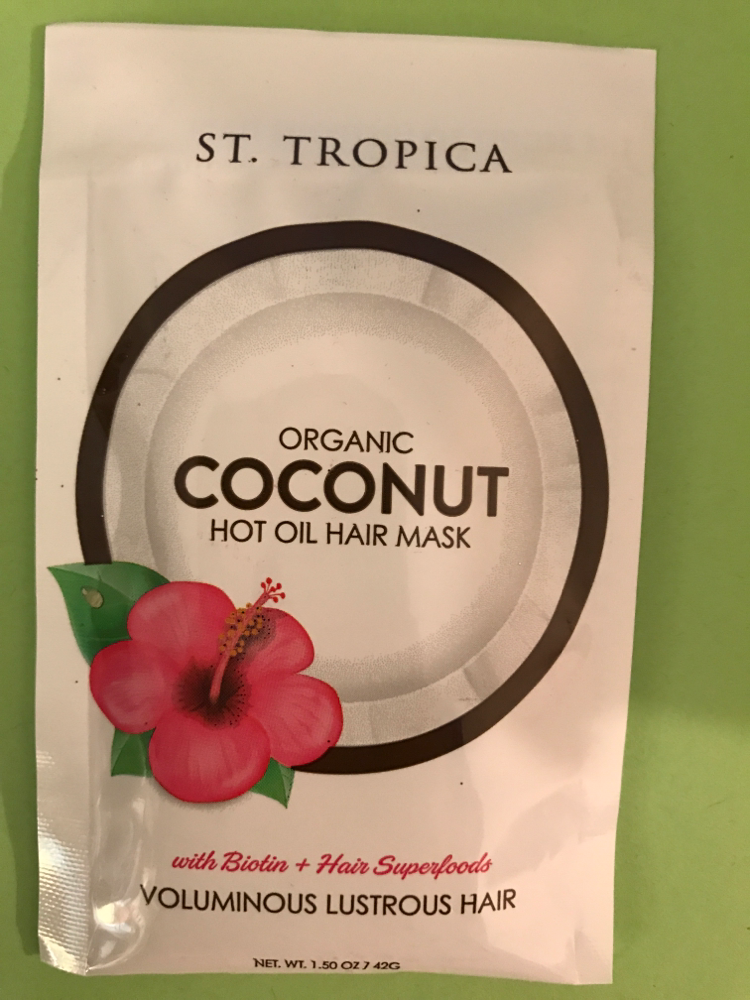 ST. TROPICA
ORGANIC
COCONUT
HOT OIL HAIR MASK
with Biotin + Hair Superfoods
VOLUMINOUS LUSTROUS HAIR
NET. WT. 1.50 OZ / 42G